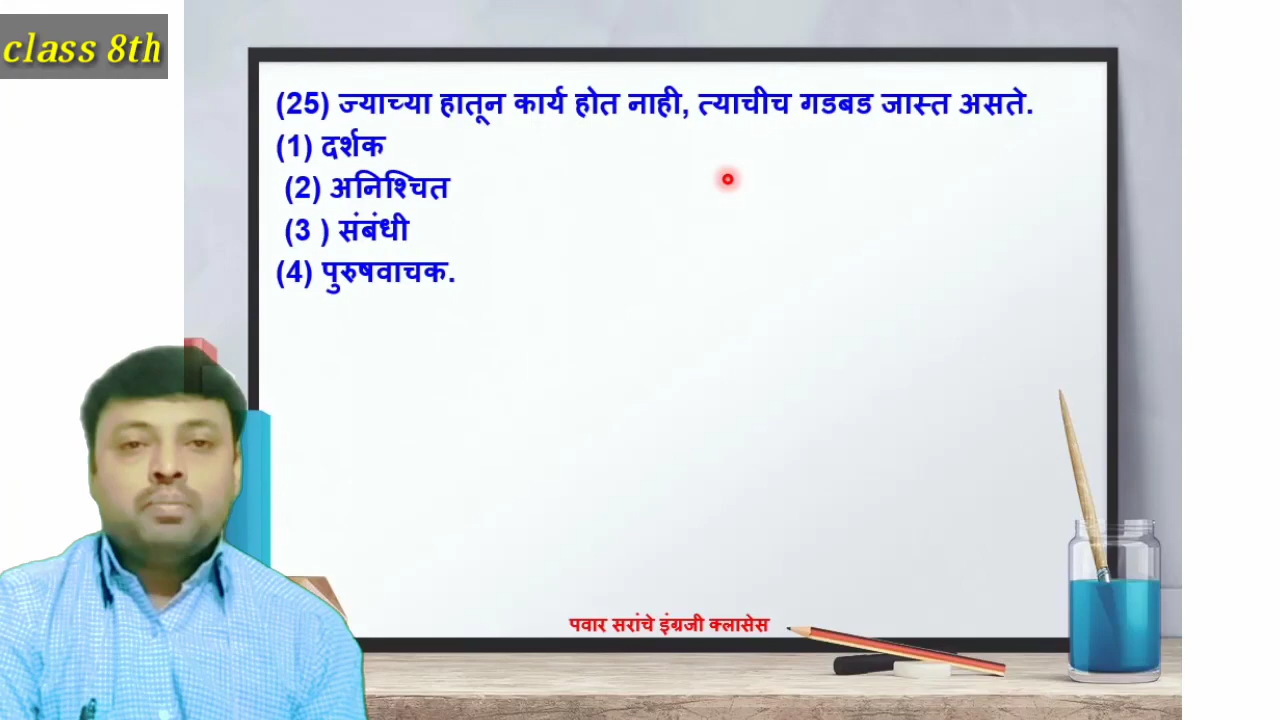 class 8th
(25) ज्याच्या हातून कार्य होत नाही, त्याचीच गडबड जास्त असते.
(1) दर्शक
(2) अनिश्चित
(3 ) संबंधी
(4) पुरुषवाचक.
पवार सरांचे इंग्रजी क्लासेस